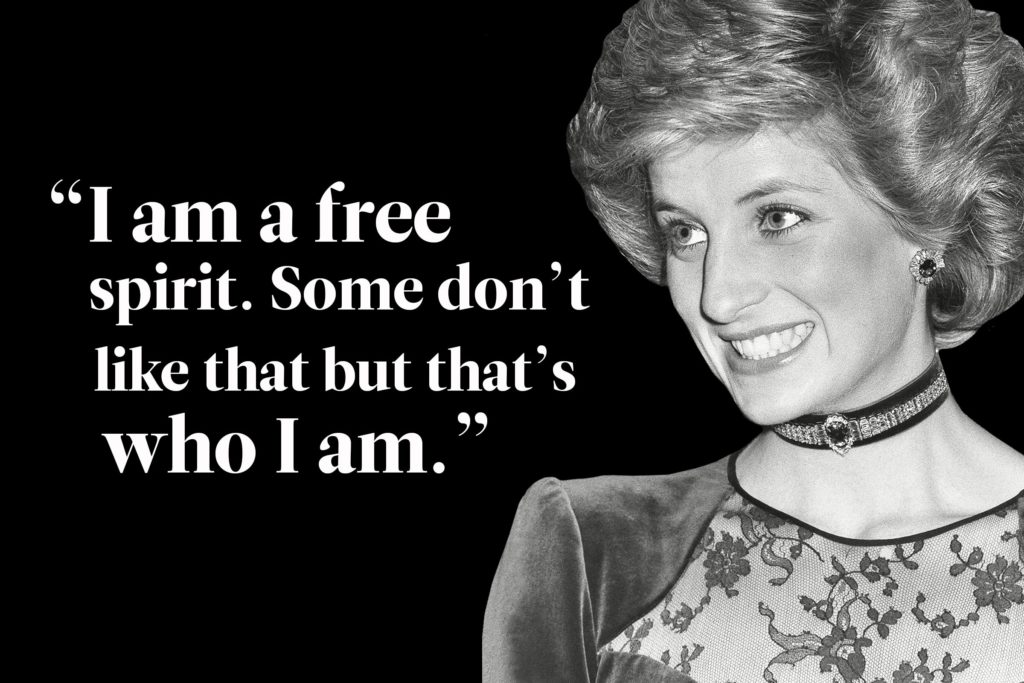 “I am a free
spirit. Some don’t
like that but that’s
who I am.”